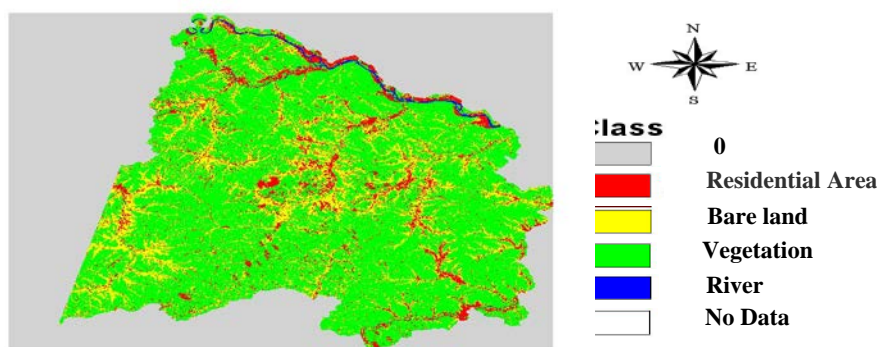 N
W E
S
Class
0
Residential Area
Bare land
Vegetation
River
No Data